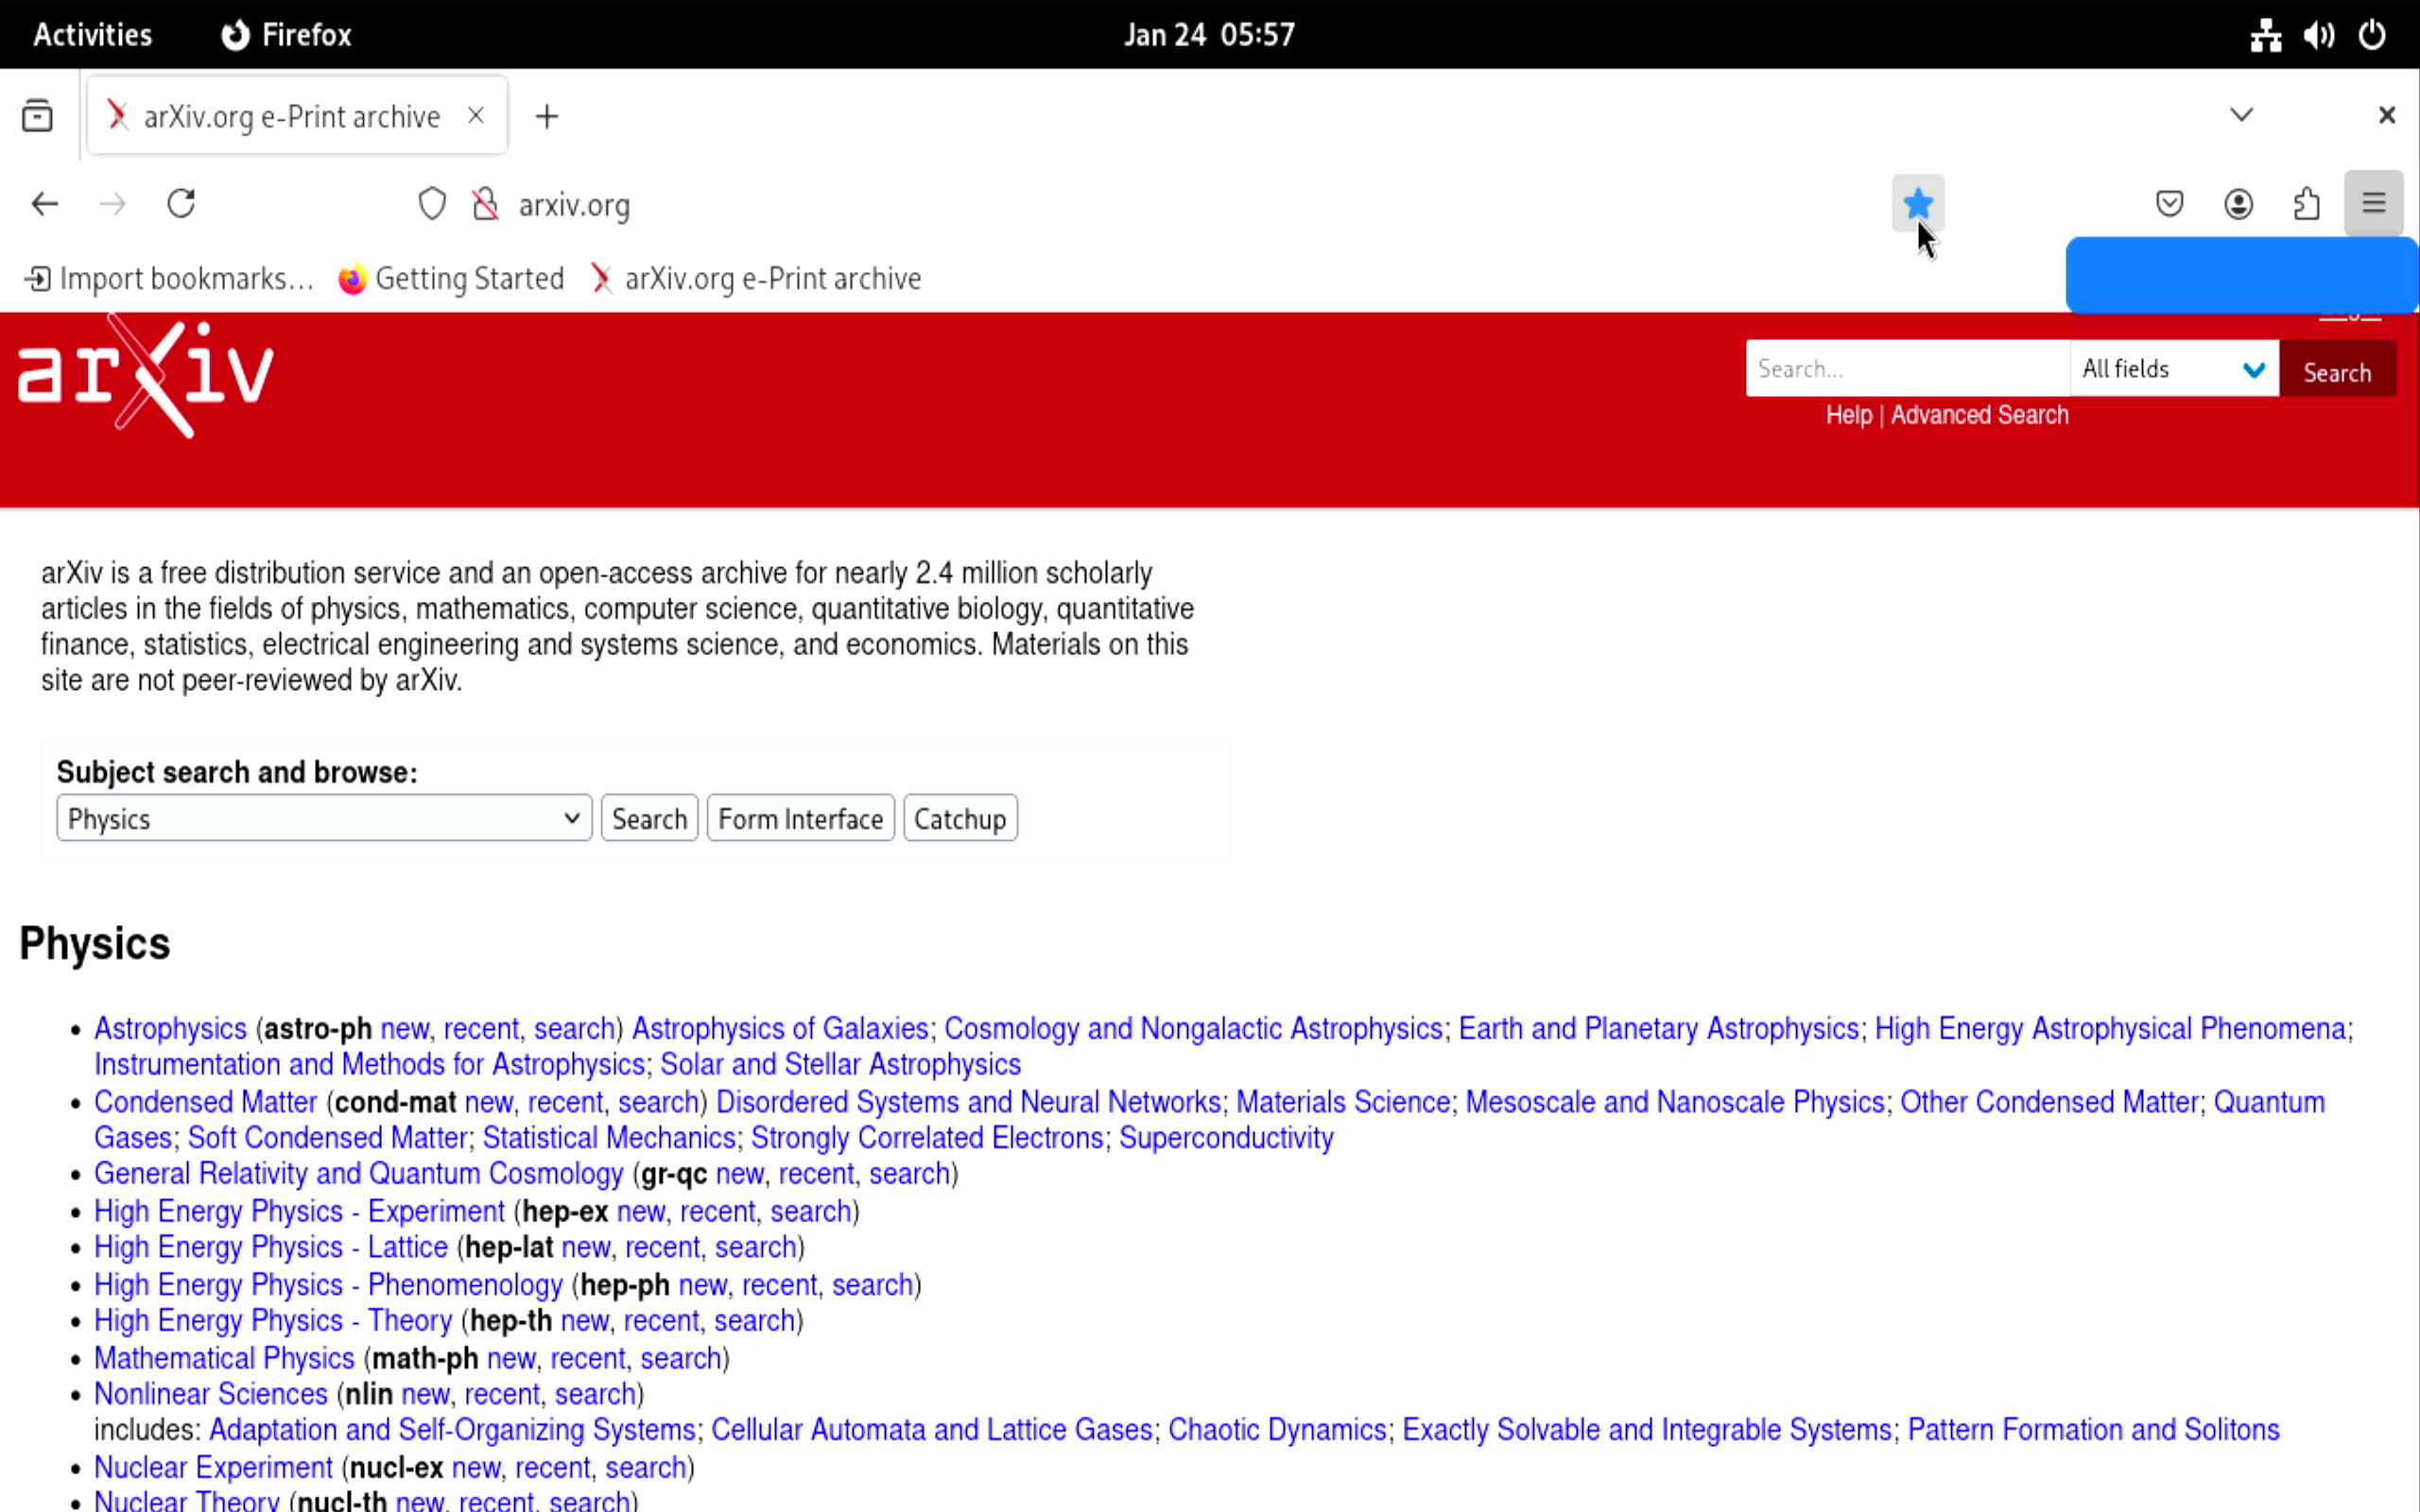 Activities Firefox Jan 24 05:57
arXiv.org e-Print archive
arxiv.org
Import bookmarks... Getting Started arXiv.org e-Print archive
arXiv
Search... All fields Search
Help | Advanced Search
arXiv is a free distribution service and an open-access archive for nearly 2.4 million scholarly
articles in the fields of physics, mathematics, computer science, quantitative biology, quantitative
finance, statistics, electrical engineering and systems science, and economics. Materials on this
site are not peer-reviewed by arXiv.
Subject search and browse:
Physics Search Form Interface Catchup
Physics
• Astrophysics (astro-ph new, recent, search) Astrophysics of Galaxies; Cosmology and Nongalactic Astrophysics; Earth and Planetary Astrophysics; High Energy Astrophysical Phenomena;
Instrumentation and Methods for Astrophysics; Solar and Stellar Astrophysics
• Condensed Matter (cond-mat new, recent, search) Disordered Systems and Neural Networks; Materials Science; Mesoscale and Nanoscale Physics; Other Condensed Matter; Quantum
Gases; Soft Condensed Matter; Statistical Mechanics; Strongly Correlated Electrons; Superconductivity
• General Relativity and Quantum Cosmology (gr-qc new, recent, search)
• High Energy Physics - Experiment (hep-ex new, recent, search)
• High Energy Physics - Lattice (hep-lat new, recent, search)
• High Energy Physics - Phenomenology (hep-ph new, recent, search)
• High Energy Physics - Theory (hep-th new, recent, search)
• Mathematical Physics (math-ph new, recent, search)
• Nonlinear Sciences (nlin new, recent, search)
includes: Adaptation and Self-Organizing Systems; Cellular Automata and Lattice Gases; Chaotic Dynamics; Exactly Solvable and Integrable Systems; Pattern Formation and Solitons
• Nuclear Experiment (nucl-ex new, recent, search)
• Nuclear Theory (nucl-th new, recent, search)